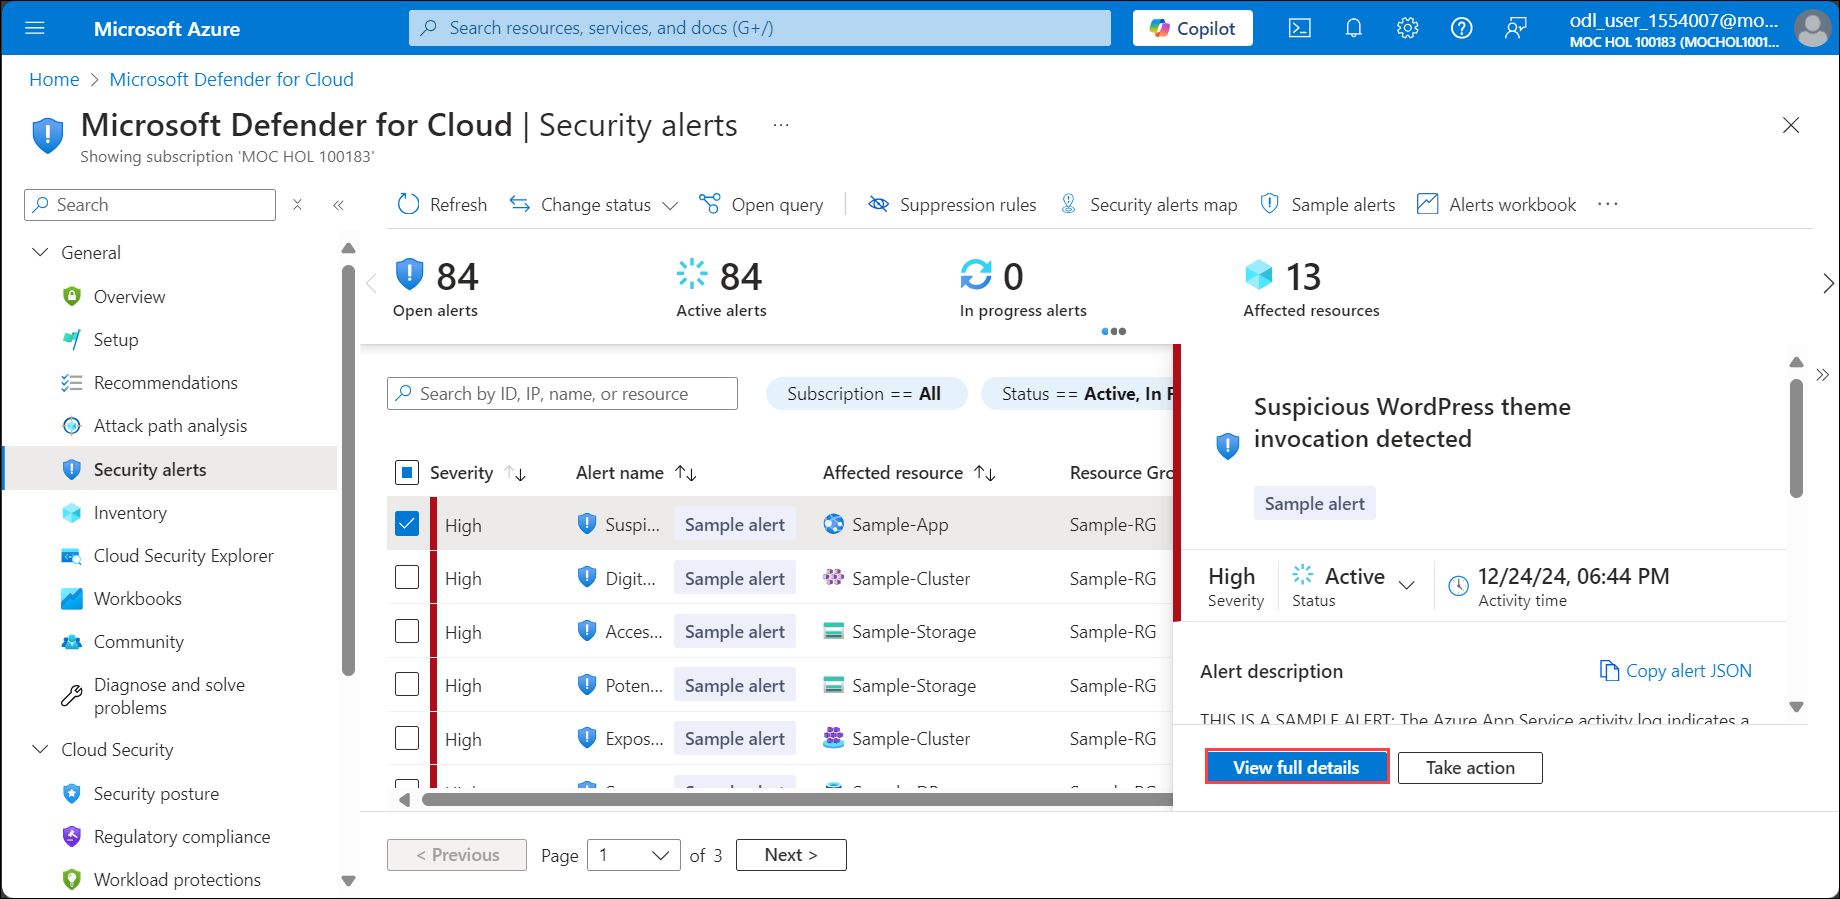 Microsoft Azure
Search resources, services, and docs (G+/)
Copilot
odl_user_1554007@mo...
MOC HOL 100183 (MOCHOL1001...
Home > Microsoft Defender for Cloud
Microsoft Defender for Cloud | Security alerts ...
Showing subscription 'MOC HOL 100183'
Search
General
Overview
Setup
Recommendations
Attack path analysis
Security alerts
Inventory
Cloud Security Explorer
Workbooks
Community
Diagnose and solve
problems
Cloud Security
Security posture
Regulatory compliance
Workload protections
Refresh Change status Open query Suppression rules Security alerts map Sample alerts Alerts workbook ...
84 84 0 13
Open alerts Active alerts In progress alerts Affected resources
Search by ID, IP, name, or resource Subscription == All Status == Active, In
Severity Alert name Affected resource Resource Gro
High Suspi... Sample alert Sample-App Sample-RG
High Digit... Sample alert Sample-Cluster Sample-RG
High Acces... Sample alert Sample-Storage Sample-RG
High Poten... Sample alert Sample-Storage Sample-RG
High Expos... Sample alert Sample-Cluster Sample-RG
Suspicious WordPress theme
invocation detected
Sample alert
High Active 12/24/24, 06:44 PM
Severity Status Activity time
Alert description Copy alert JSON
THIS IS A SAMPLE ALERT: The Azure App Service activity log indicates a
View full details Take action
< Previous Page 1 of 3 Next >